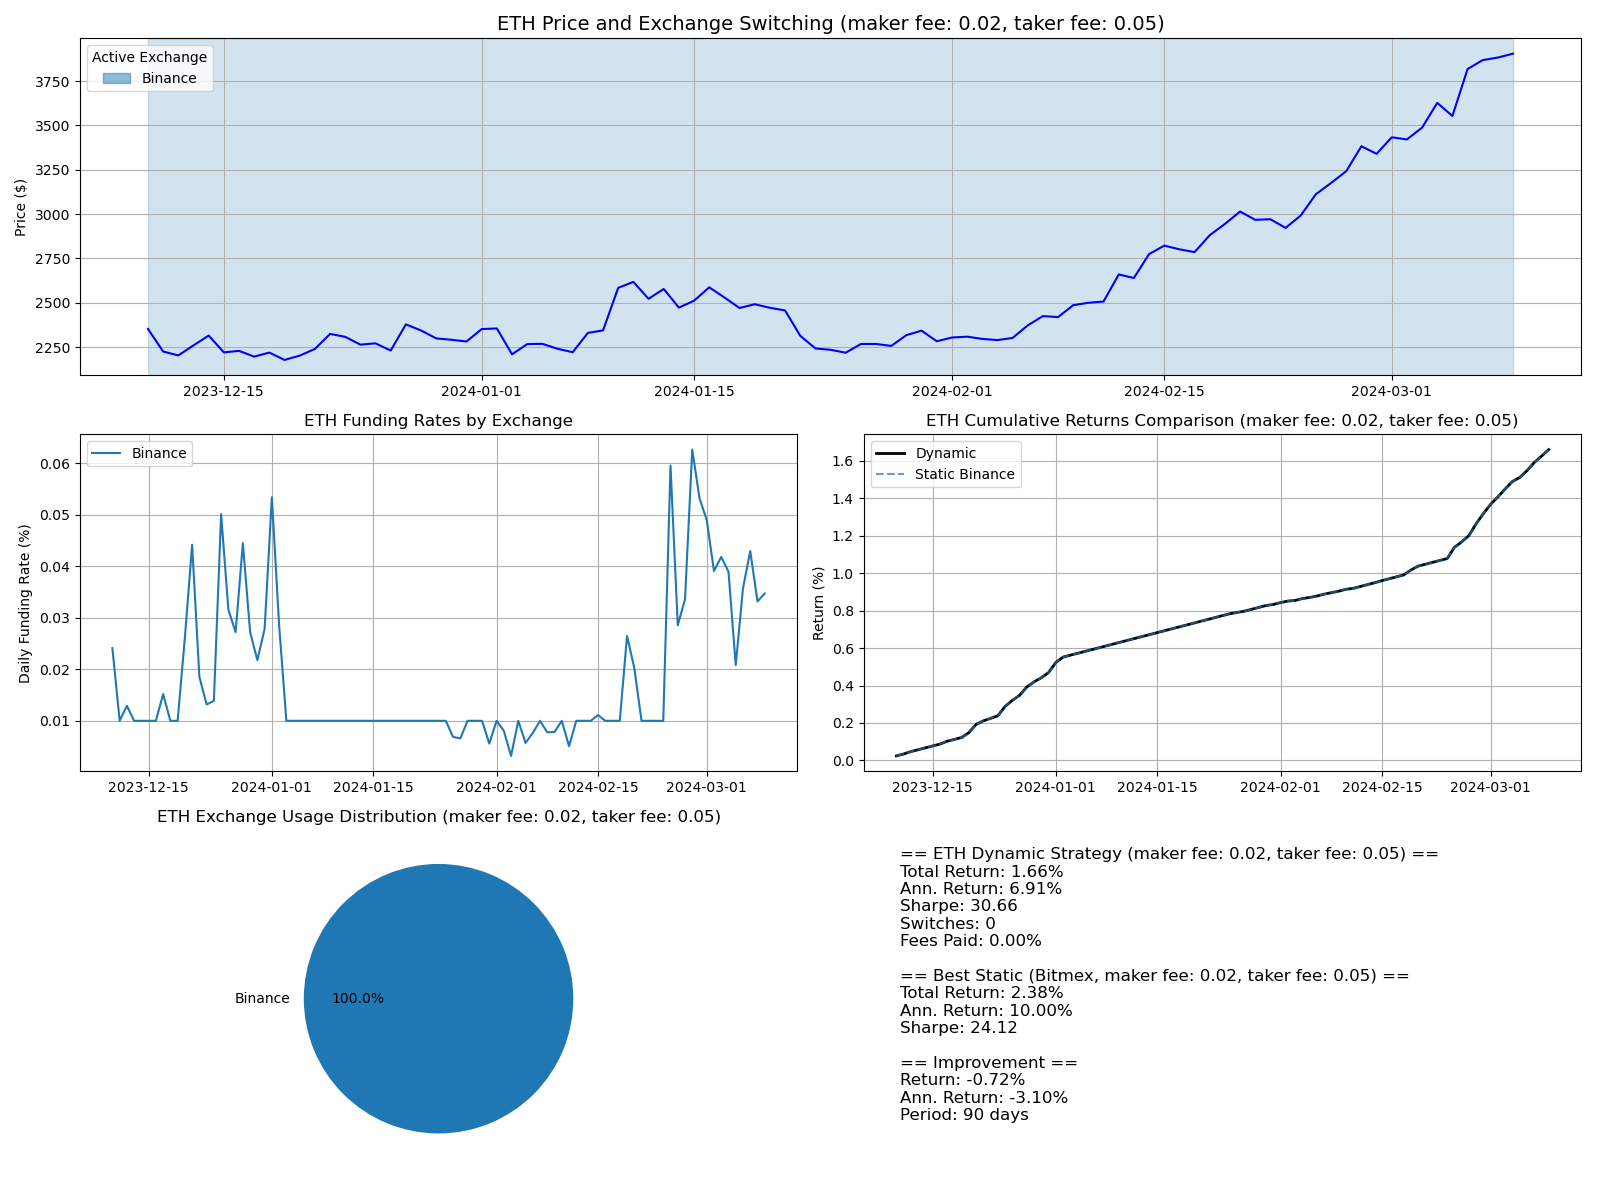 ETH Price and Exchange Switching (maker fee: 0.02, taker fee: 0.05)
Active Exchange
Binance
Price ($)
3750
3500
3250
3000
2750
2500
2250
2023-12-15
2024-01-01
2024-01-15
2024-02-01
2024-02-15
2024-03-01
ETH Funding Rates by Exchange
Binance
Daily Funding Rate (%)
0.06
0.05
0.04
0.03
0.02
0.01
2023-12-15
2024-01-01
2024-01-15
2024-02-01
2024-02-15
2024-03-01
ETH Cumulative Returns Comparison (maker fee: 0.02, taker fee: 0.05)
Dynamic
Static Binance
Return (%)
1.6
1.4
1.2
1.0
0.8
0.6
0.4
0.2
0.0
2023-12-15
2024-01-01
2024-01-15
2024-02-01
2024-02-15
2024-03-01
ETH Exchange Usage Distribution (maker fee: 0.02, taker fee: 0.05)
Binance
100.0%
== ETH Dynamic Strategy (maker fee: 0.02, taker fee: 0.05) ==
Total Return: 1.66%
Ann. Return: 6.91%
Sharpe: 30.66
Switches: 0
Fees Paid: 0.00%
== Best Static (Bitmex, maker fee: 0.02, taker fee: 0.05) ==
Total Return: 2.38%
Ann. Return: 10.00%
Sharpe: 24.12
== Improvement ==
Return: -0.72%
Ann. Return: -3.10%
Period: 90 days